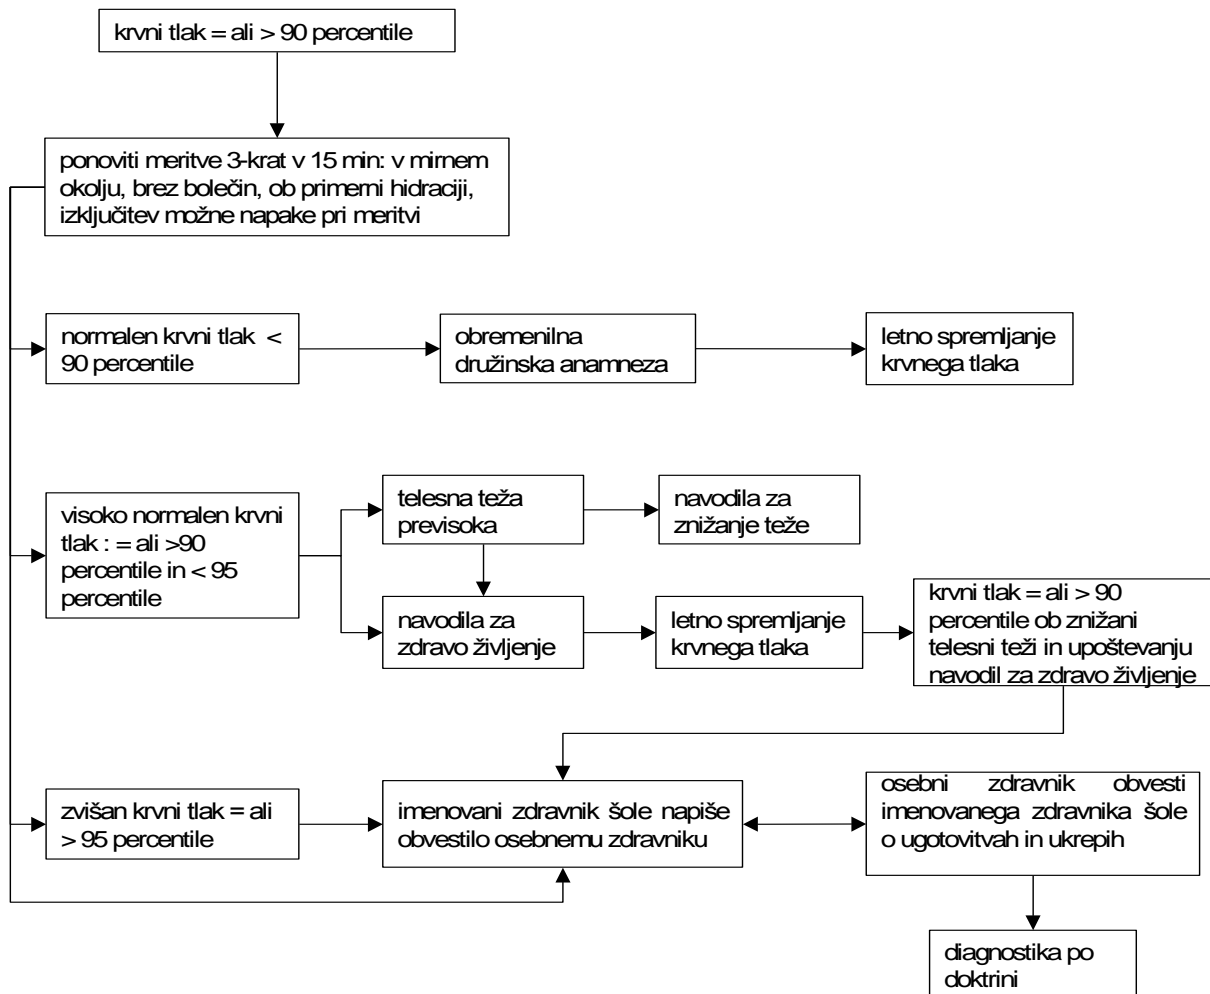 krvni tlak = ali > 90 percentile
ponoviti meritve 3-krat v 15 min: v mirnem
okolju, brez bolečin, ob primerni hidraciji,
izključitev možne napake pri meritvi
normalen krvni tlak <
90 percentile
obremenilna
družinska anamneza
letno spremljanje
krvnega tlaka
visoko normalen krvni
tlak : = ali >90
percentile in < 95
percentile
telesna teža
previsoka
navodila za
znižanje teže
navodila za
zdravo življenje
letno spremljanje
krvnega tlaka
krvni tlak = ali > 90
percentile ob znižani
telesni teži in upoštevanju
navodil za zdravo življenje
zvišan krvni tlak = ali
> 95 percentile
imenovani zdravnik šole napiše
obvestilo osebnemu zdravniku
osebni zdravnik obvesti
imenovanega zdravnika šole
o ugotovitvah in ukrepih
diagnostika po
doktrini